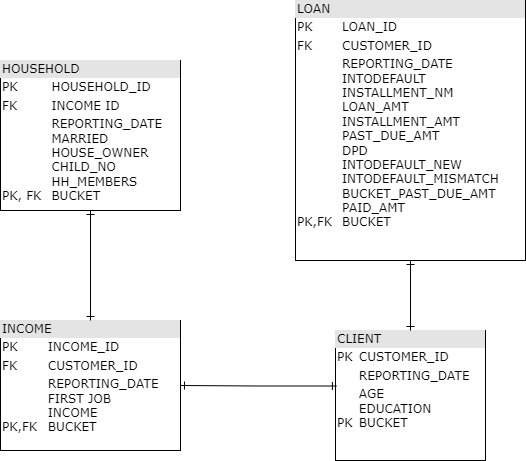 HOUSEHOLD
PK HOUSEHOLD_ID
FK INCOME ID
REPORTING_DATE
MARRIED
HOUSE_OWNER
CHILD_NO
HH_MEMBERS
PK, FK BUCKET
LOAN
PK LOAN_ID
FK CUSTOMER_ID
REPORTING_DATE
INTODEFAULT
INSTALLMENT_NM
LOAN_AMT
INSTALLMENT_AMT
PAST_DUE_AMT
DPD
INTODEFAULT_NEW
INTODEFAULT_MISMATCH
BUCKET_PAST_DUE_AMT
PAID_AMT
PK,FK BUCKET
INCOME
PK INCOME_ID
FK CUSTOMER_ID
REPORTING_DATE
FIRST JOB
INCOME
PK,FK BUCKET
CLIENT
PK CUSTOMER_ID
REPORTING_DATE
AGE
EDUCATION
PK BUCKET